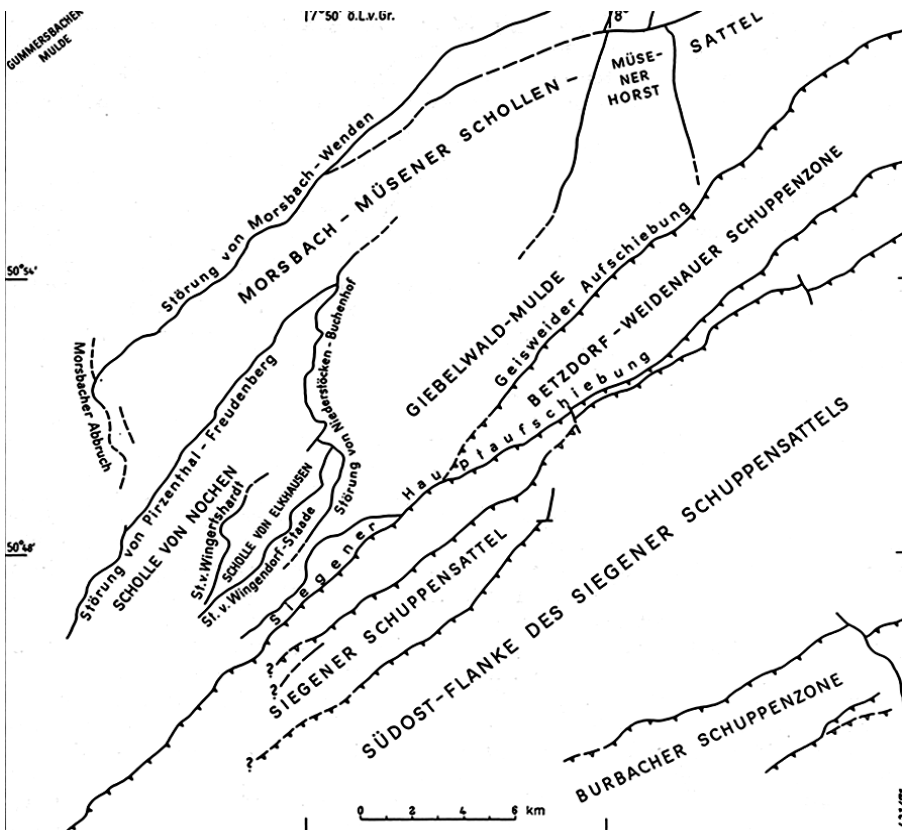 GUMMERSBACHER
MULDE
7°50' ö.L.v.Gr.
8°
MÜSE-
NER
HORST
SATTEL
MORSBACH – MÜSENER SCHOLLEN –
Störung von Morsbach – Wenden
50°54'
Morsbacher Abbruch
Störung von Pirzenthal – Freudenberg
Störung von Niederstöcken – Buchenhof
GIEBELWALD-MULDE
Geisweider Aufschiebung
BETZDORF – WEIDENAUER SCHUPPENZONE
Siegener Hauptaufschiebung
SCHOLLE VON NOCHEN
St.v.Wingertshardt
SCHOLLE VON ELKHAUSEN
St. v. Wingendorf-Staade
50°48'
SIEGENER SCHUPPENSATTEL
SÜDOST-FLANKE DES SIEGENER SCHUPPENSATTELS
BURBACHER SCHUPPENZONE
?
?
?
0 2 4 6 km